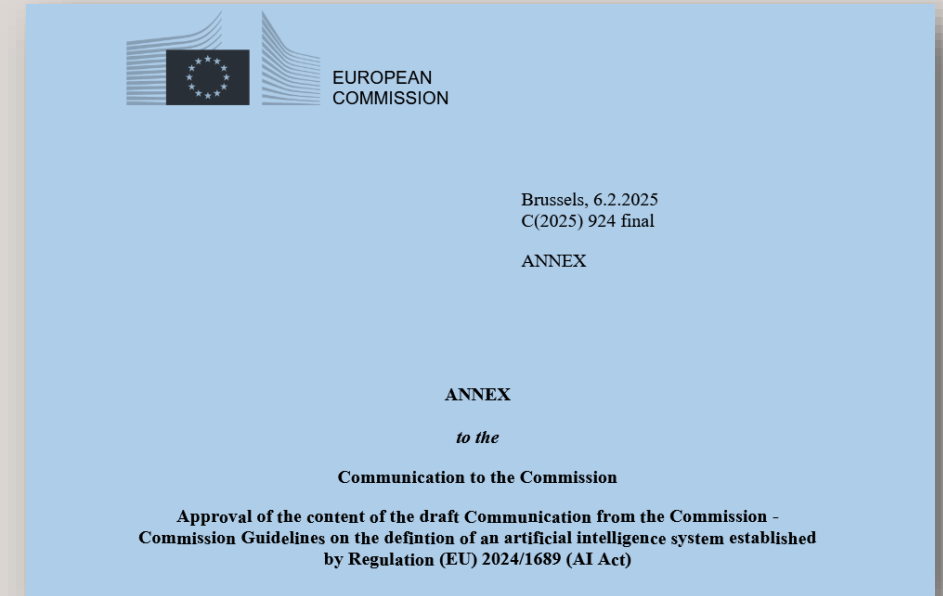 EUROPEAN
COMMISSION
Brussels, 6.2.2025
C(2025) 924 final
ANNEX
ANNEX
to the
Communication to the Commission
Approval of the content of the draft Communication from the Commission -
Commission Guidelines on the defintion of an artificial intelligence system established
by Regulation (EU) 2024/1689 (AI Act)